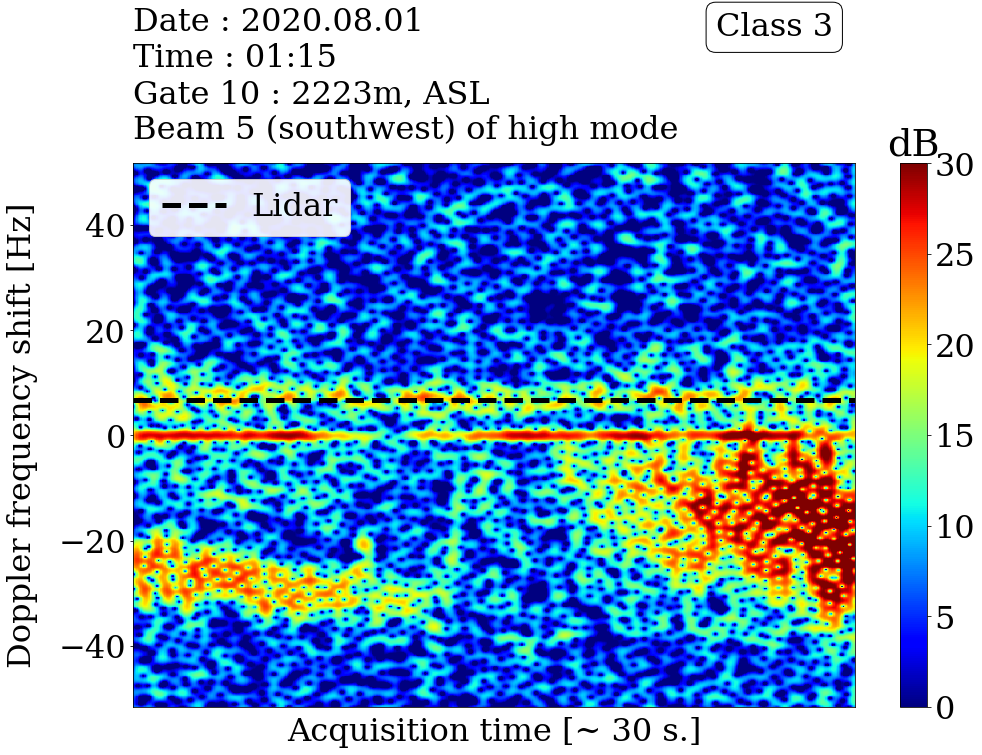 Date : 2020.08.01
Time : 01:15
Gate 10 : 2223m, ASL
Beam 5 (southwest) of high mode
Class 3
dB
Lidar
Doppler frequency shift [Hz]
40
20
0
−20
−40
30
25
20
15
10
5
0
Acquisition time [~ 30 s.]